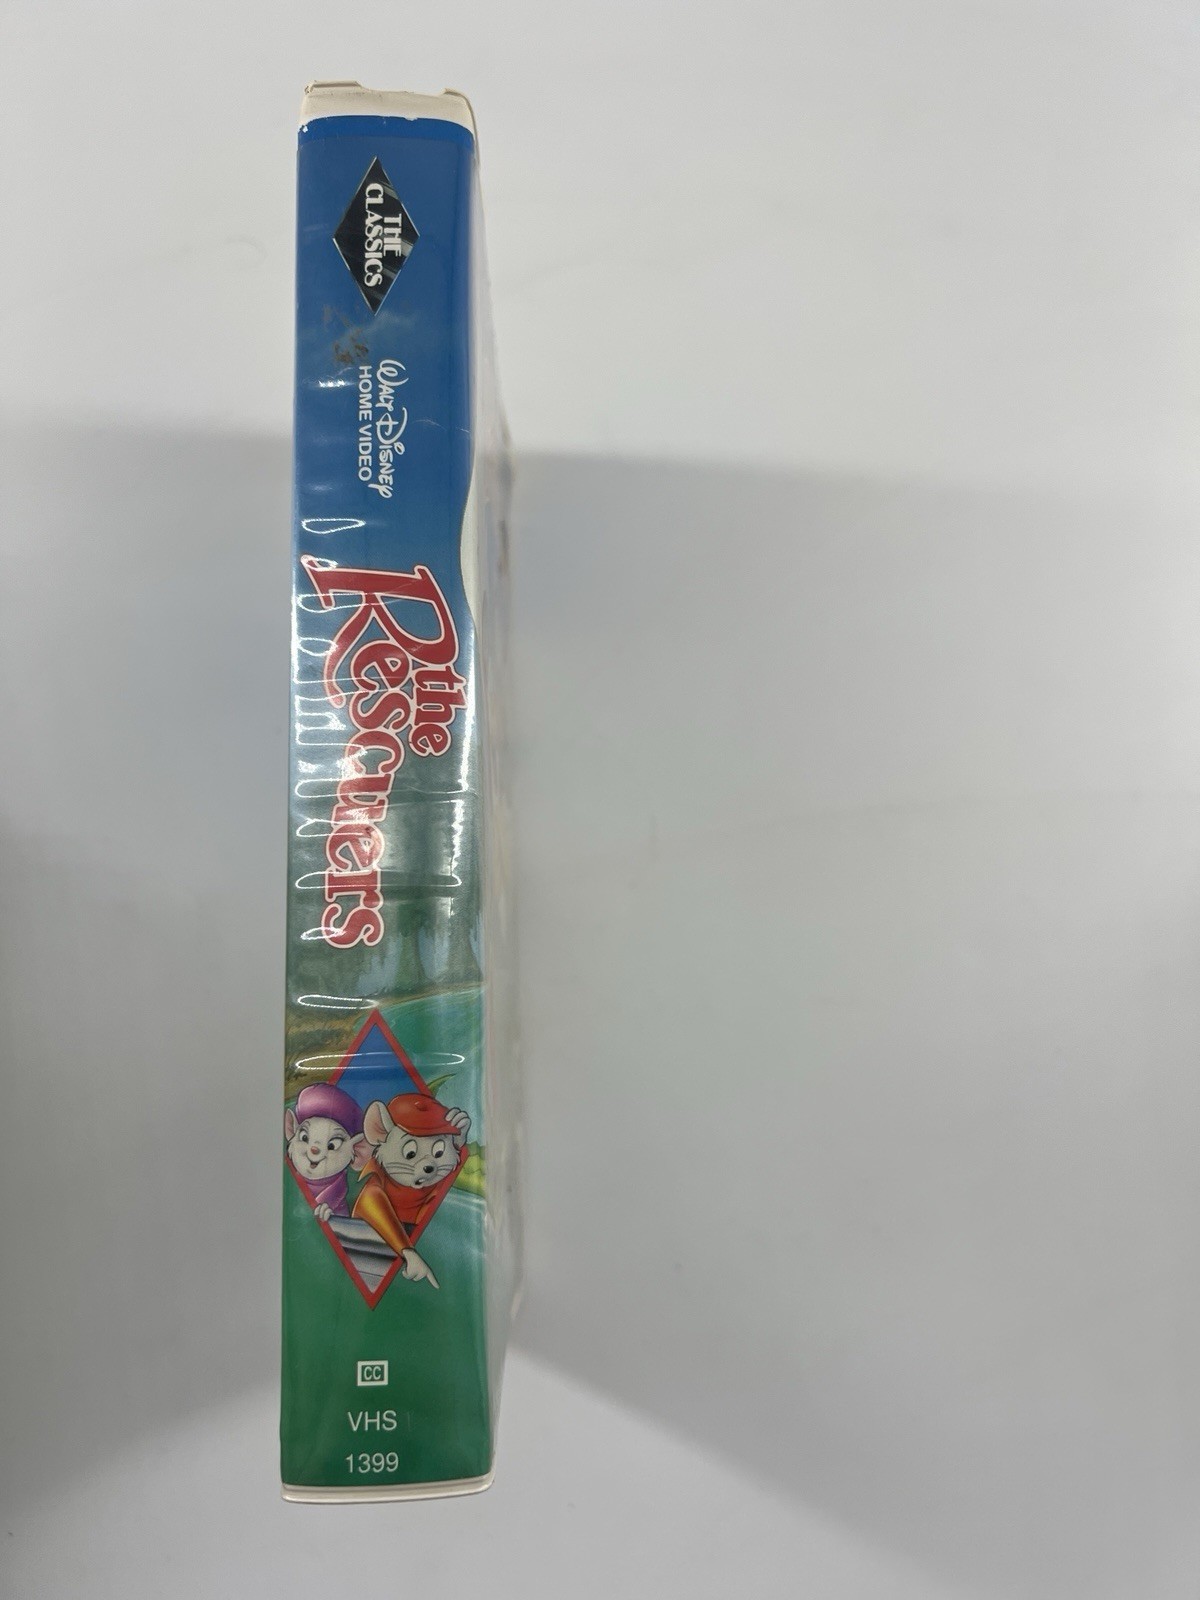 THE
CLASSICS
WALT DISNEY
HOME VIDEO
the
Rescuers
CC
VHS
1399